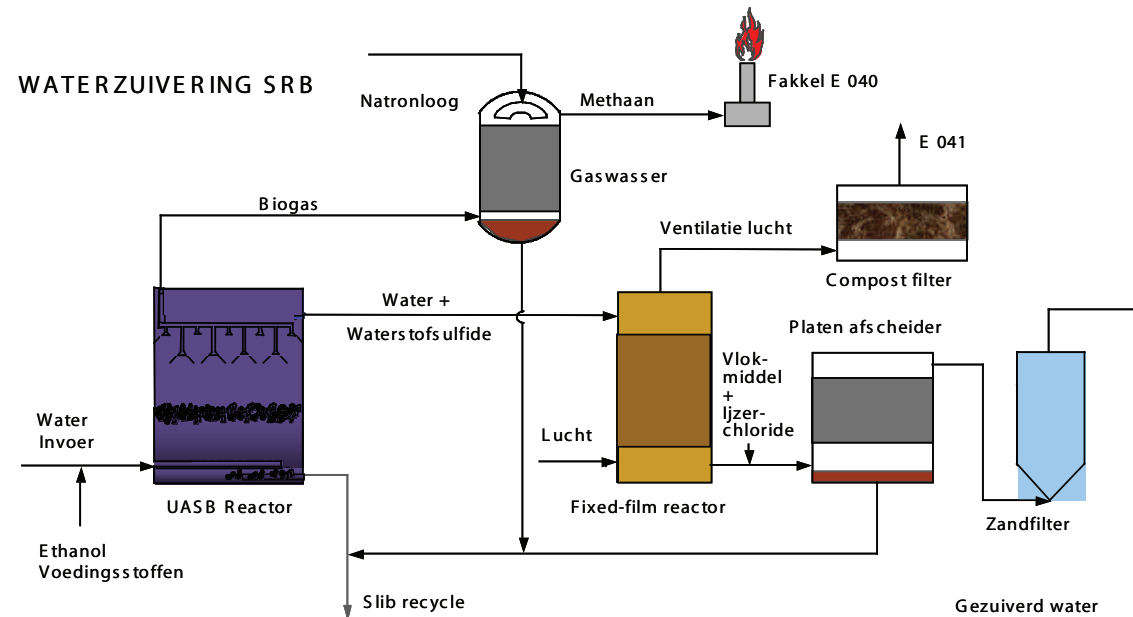 WATERZUIVERING SRB
Natronloog
Methaan
Fakkel E 040
E 041
Gaswasser
Biogas
Ventilatie lucht
Compost filter
Water +
Waterstofsulfide
Platen afscheider
Vlok-
middel
+
Ijzer-
chloride
Water
Invoer
Lucht
UASB Reactor
Fixed-film reactor
Zandfilter
Ethanol
Voedingsstoffen
Slib recycle
Gezuiverd water